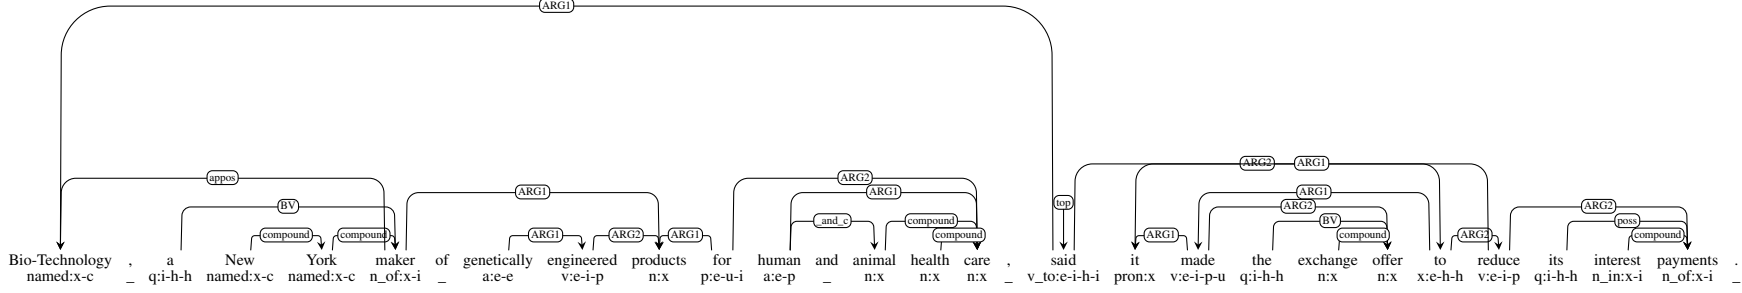 ARG1
appos ARG2 ARG2 ARG1
ARG1 ARG1 ARG1
BV top ARG2 ARG2
_and_c compound BV poss
compound compound ARG1 ARG2 ARG1 compound ARG1 compound ARG2 compound
Bio-Technology , a New York maker of genetically engineered products for human and animal health care , said it made the exchange offer to reduce its interest payments .
named:x-c _ q:i-h-h named:x-c named:x-c n_of:x-i _ a:e-e v:e-i-p n:x p:e-u-i a:e-p _ n:x n:x n:x _ v_to:e-i-h-i pron:x v:e-i-p-u q:i-h-h n:x n:x x:e-h-h v:e-i-p q:i-h-h n_in:x-i n_of:x-i _